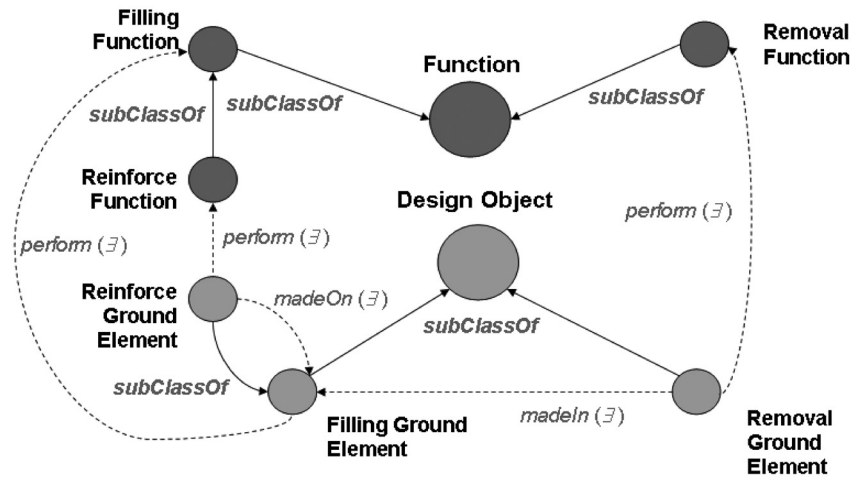 Filling
Function
Removal
Function
Function
subClassOf
subClassOf
subClassOf
Reinforce
Function
Design Object
perform (∃)
perform (∃)
perform (∃)
Reinforce
Ground
Element
madeOn (∃)
subClassOf
subClassOf
madeIn (∃)
Filling Ground
Element
Removal
Ground
Element